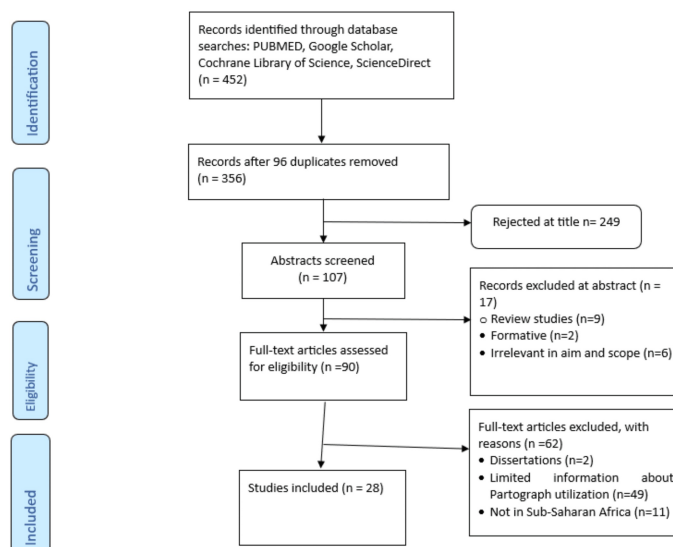 Records identified through database
searches: PUBMED, Google Scholar,
Cochrane Library of Science, ScienceDirect
(n = 452)
Identification
Records after 96 duplicates removed
(n = 356)
Rejected at title n= 249
Screening
Abstracts screened
(n = 107)
Records excluded at abstract (n =
17)
○ Review studies (n=9)
• Formative (n=2)
• Irrelevant in aim and scope (n=6)
Eligibility
Full-text articles assessed
for eligibility (n =90)
Full-text articles excluded, with
reasons (n =62)
• Dissertations (n=2)
• Limited information about
Partograph utilization (n=49)
• Not in Sub-Saharan Africa (n=11)
Included
Studies included (n = 28)